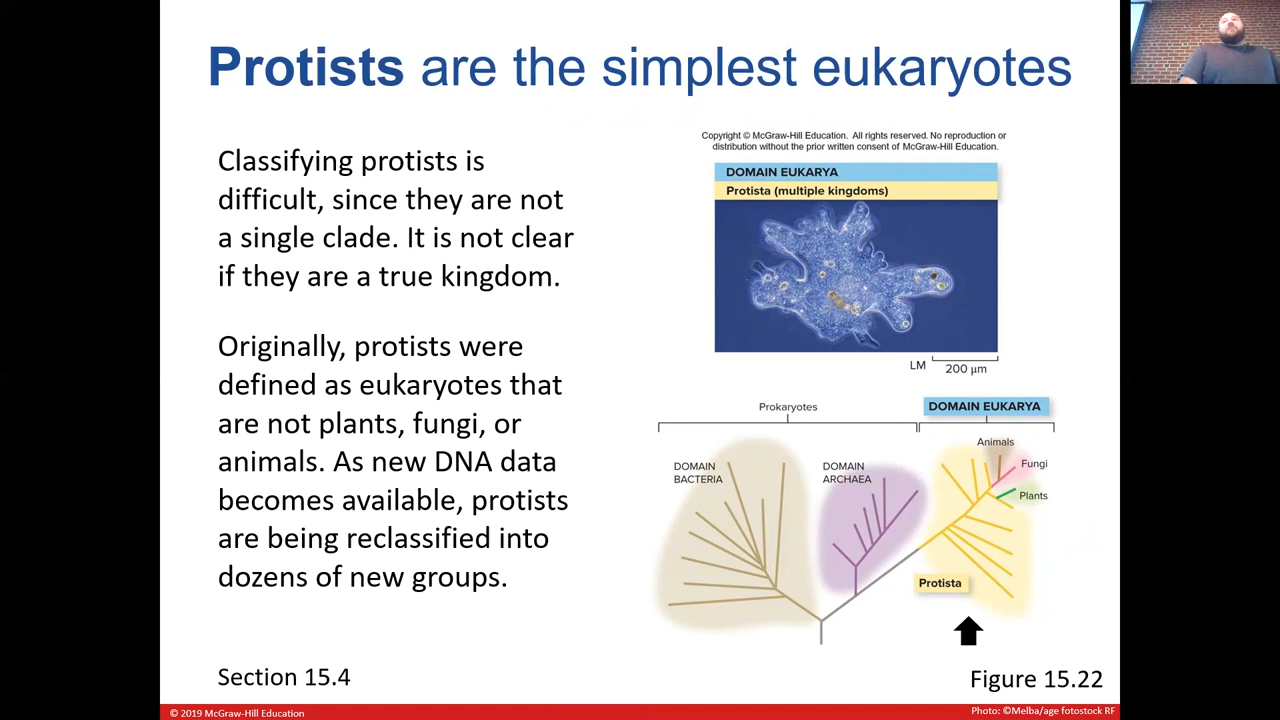 Protists are the simplest eukaryotes
Classifying protists is
difficult, since they are not
a single clade. It is not clear
if they are a true kingdom.
Originally, protists were
defined as eukaryotes that
are not plants, fungi, or
animals. As new DNA data
becomes available, protists
are being reclassified into
dozens of new groups.
Copyright © McGraw-Hill Education. All rights reserved. No reproduction or
distribution without the prior written consent of McGraw-Hill Education.
DOMAIN EUKARYA
Protista (multiple kingdoms)
LM
200 µm
Prokaryotes
DOMAIN EUKARYA
DOMAIN
BACTERIA
DOMAIN
ARCHAEA
Animals
Fungi
Plants
Protista
Section 15.4
Figure 15.22
© 2019 McGraw-Hill Education
Photo: ©Melba/age fotostock RF